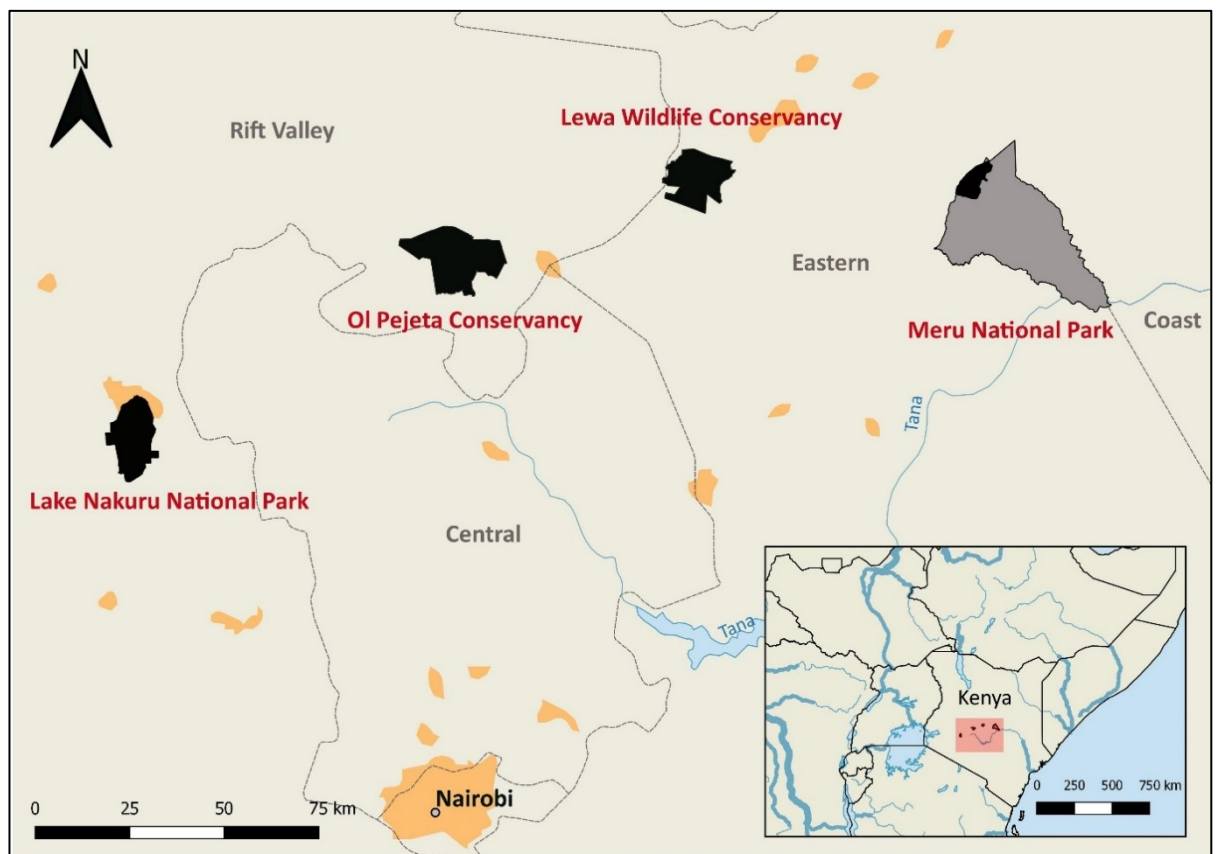 N
Rift Valley
Lewa Wildlife Conservancy
Eastern
Ol Pejeta Conservancy
Meru National Park
Coast
Tana
Lake Nakuru National Park
Central
Tana
Kenya
Nairobi
0 25 50 75 km
0 250 500 750 km